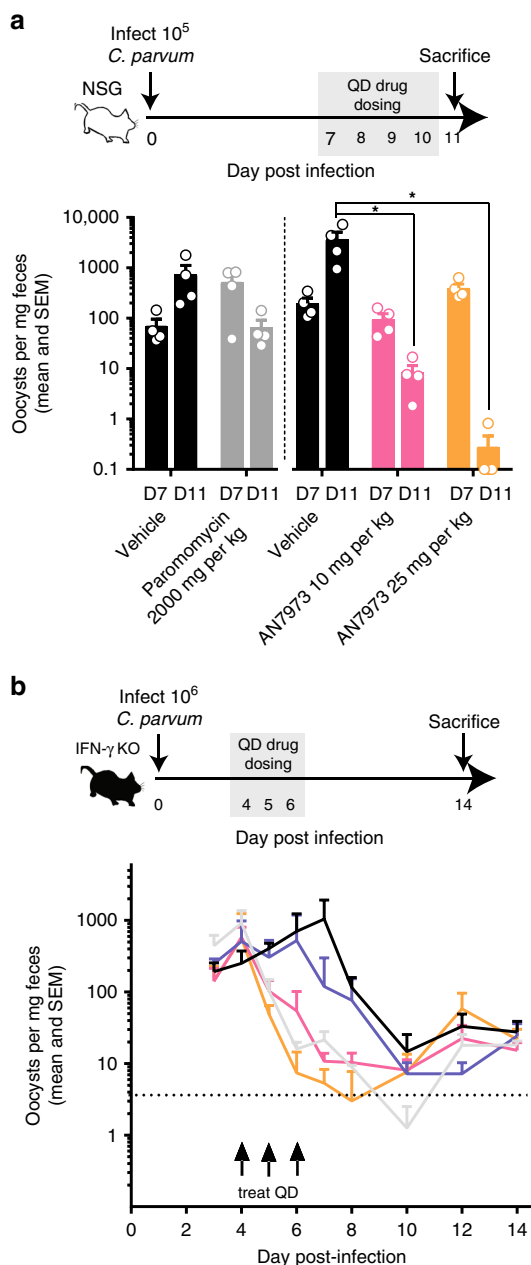 a
Infect 10⁵
C. parvum
Sacrifice
NSG
QD drug
dosing
0 7 8 9 10 11
Day post infection
Oocysts per mg feces
(mean and SEM)
10,000
1000
100
10
1
0.1
* *
D7 D11 D7 D11 D7 D11 D7 D11 D7 D11
Vehicle
Paromomycin
2000 mg per kg
Vehicle
AN7973 10 mg per kg
AN7973 25 mg per kg
b
Infect 10⁶
C. parvum
Sacrifice
IFN-γ KO
QD drug
dosing
0 4 5 6 14
Day post infection
Oocysts per mg feces
(mean and SEM)
1000
100
10
1
treat QD
0 2 4 6 8 10 12 14
Day post-infection